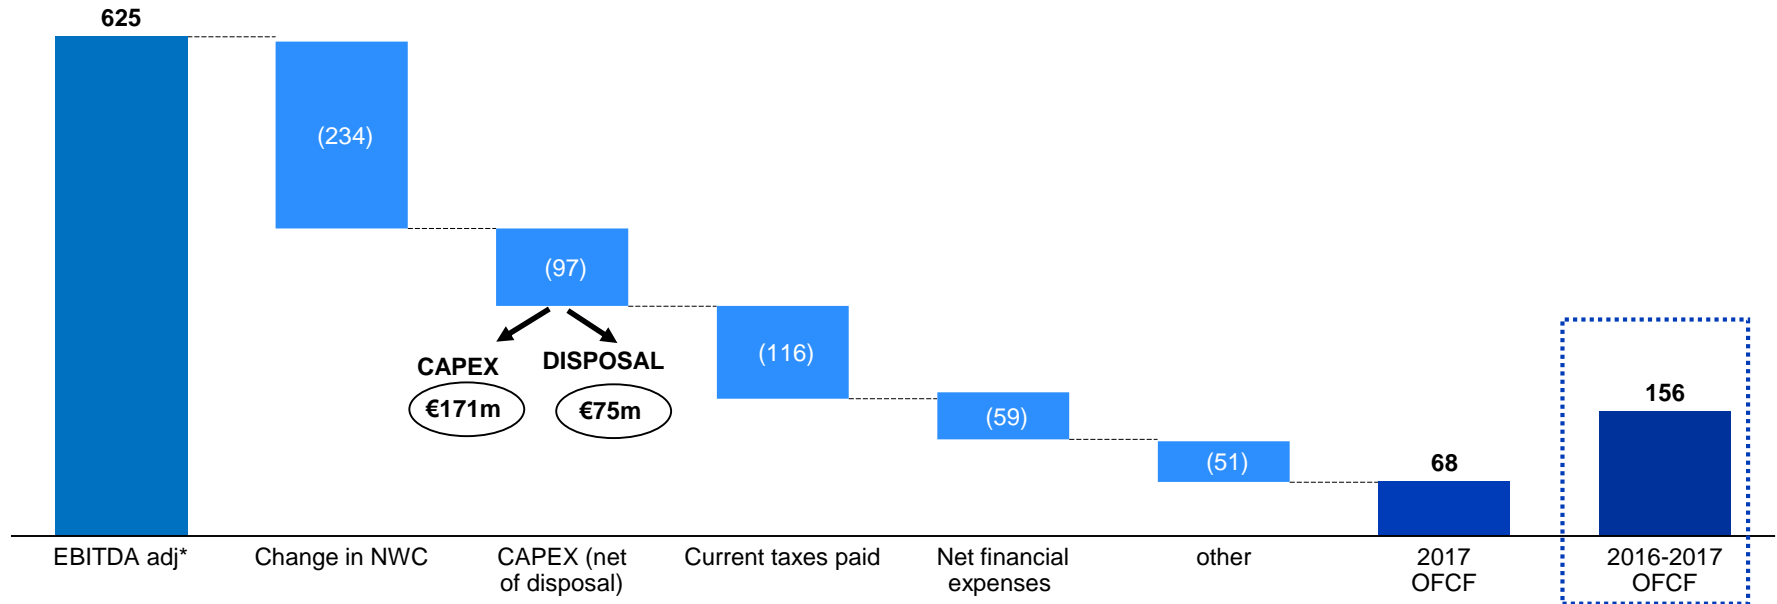 625
(234)
(97)
CAPEX
DISPOSAL
€171m
€75m
(116)
(59)
(51)
68
156
EBITDA adj*
Change in NWC
CAPEX (net
of disposal)
Current taxes paid
Net financial
expenses
other
2017
OFCF
2016-2017
OFCF